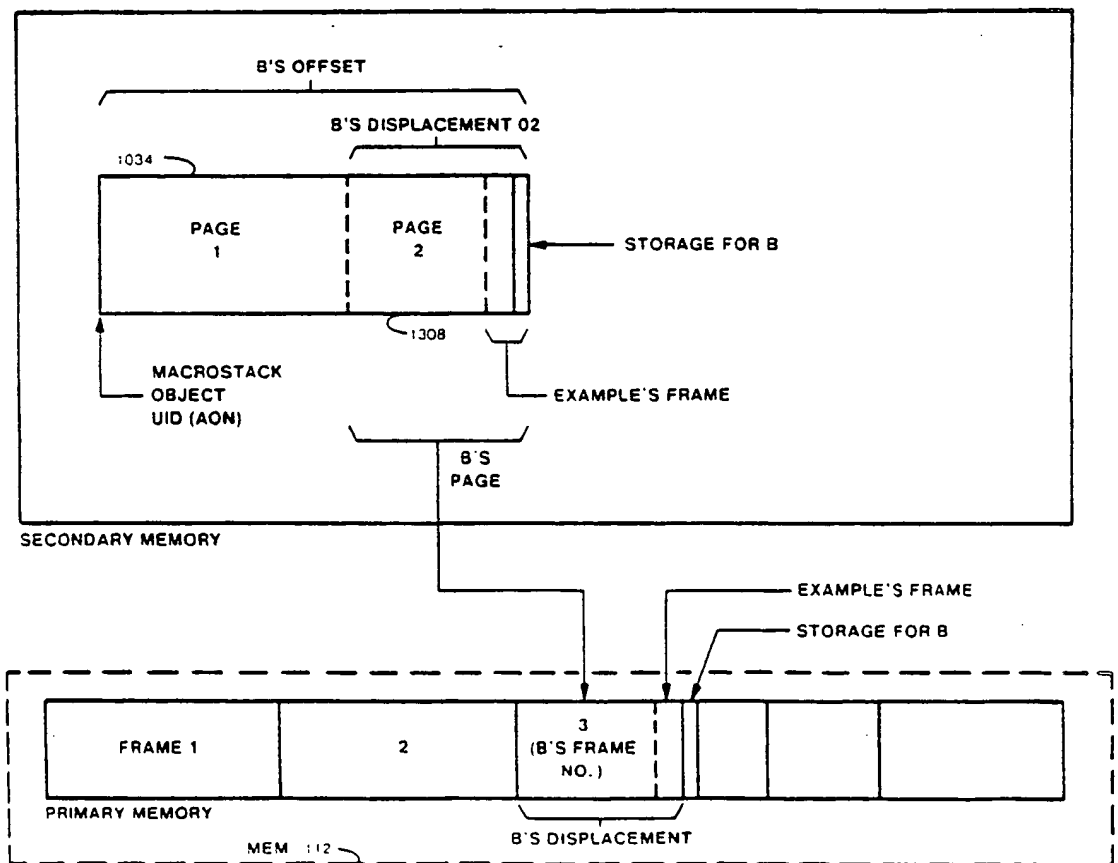 B'S OFFSET
B'S DISPLACEMENT 02
1034
PAGE
1
PAGE
2
STORAGE FOR B
1308
MACROSTACK
OBJECT
UID (AON)
EXAMPLE'S FRAME
B'S
PAGE
SECONDARY MEMORY
EXAMPLE'S FRAME
STORAGE FOR B
FRAME 1
2
3
(B'S FRAME
NO.)
PRIMARY MEMORY
B'S DISPLACEMENT
MEM 112